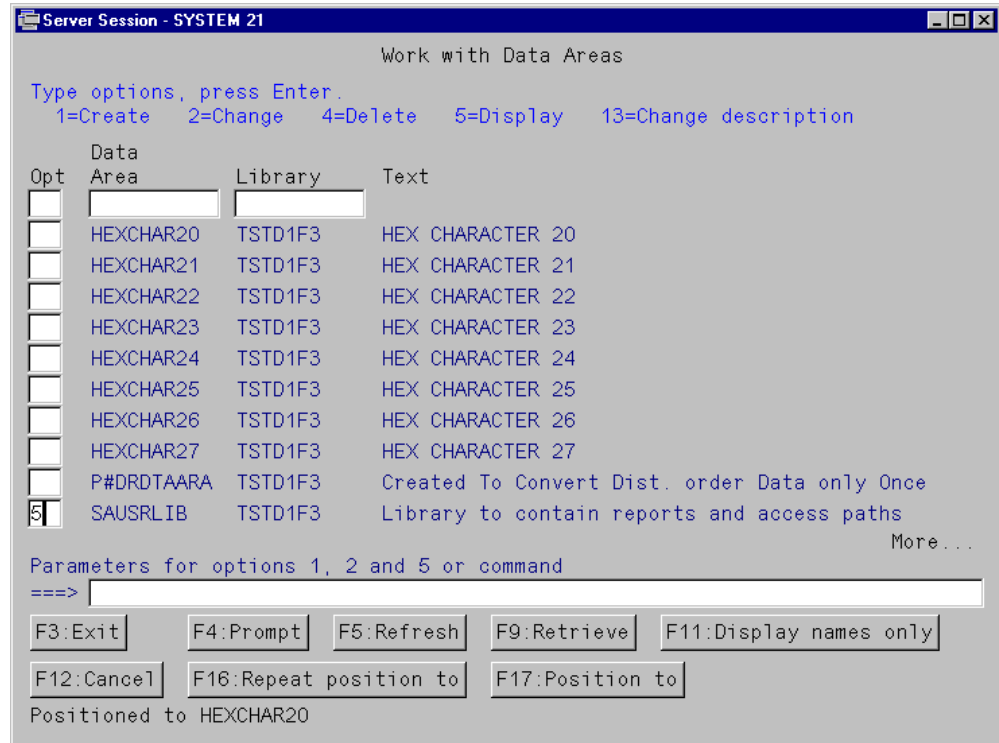 Server Session - SYSTEM 21
Work with Data Areas
Type options, press Enter.
1=Create 2=Change 4=Delete 5=Display 13=Change description
Data
Opt Area Library Text
HEXCHAR20 TSTD1F3 HEX CHARACTER 20
HEXCHAR21 TSTD1F3 HEX CHARACTER 21
HEXCHAR22 TSTD1F3 HEX CHARACTER 22
HEXCHAR23 TSTD1F3 HEX CHARACTER 23
HEXCHAR24 TSTD1F3 HEX CHARACTER 24
HEXCHAR25 TSTD1F3 HEX CHARACTER 25
HEXCHAR26 TSTD1F3 HEX CHARACTER 26
HEXCHAR27 TSTD1F3 HEX CHARACTER 27
P#DRDTAARA TSTD1F3 Created To Convert Dist. order Data only Once
5 SAUSRLIB TSTD1F3 Library to contain reports and access paths
More...
Parameters for options 1, 2 and 5 or command
===>
F3:Exit F4:Prompt F5:Refresh F9:Retrieve F11:Display names only
F12:Cancel F16:Repeat position to F17:Position to
Positioned to HEXCHAR20